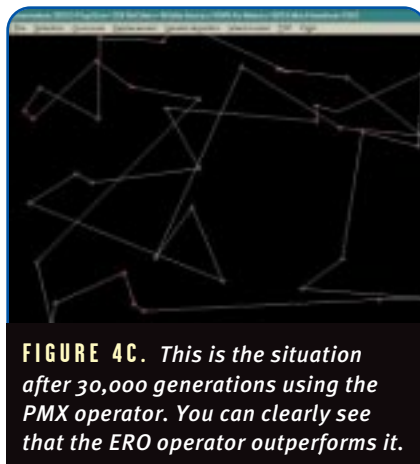 FIGURE 4C. This is the situation
after 30,000 generations using the
PMX operator. You can clearly see
that the ERO operator outperforms it.